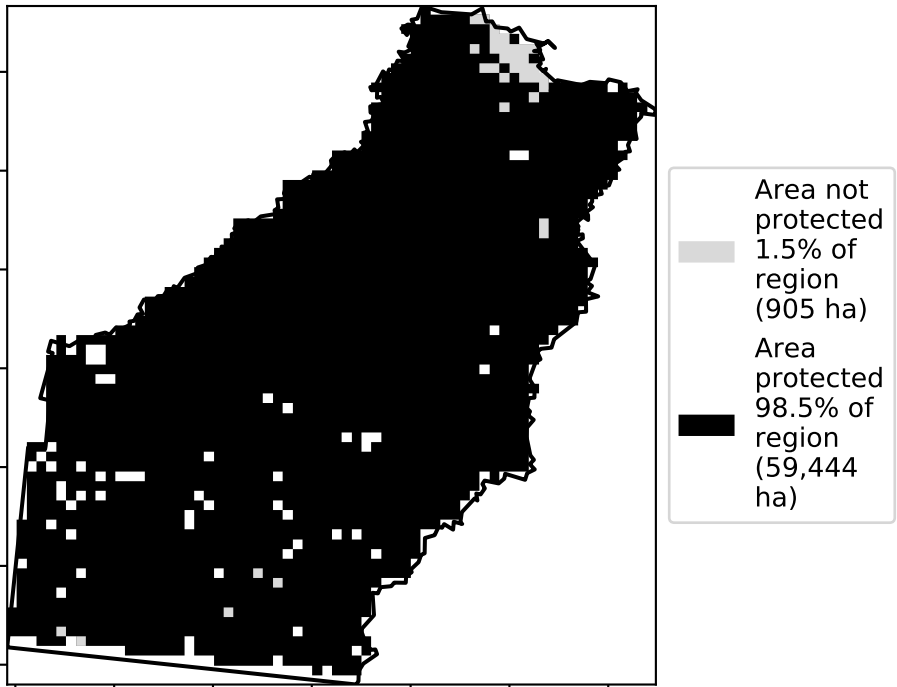 Area not
protected
1.5% of
region
(905 ha)
Area
protected
98.5% of
region
(59,444
ha)